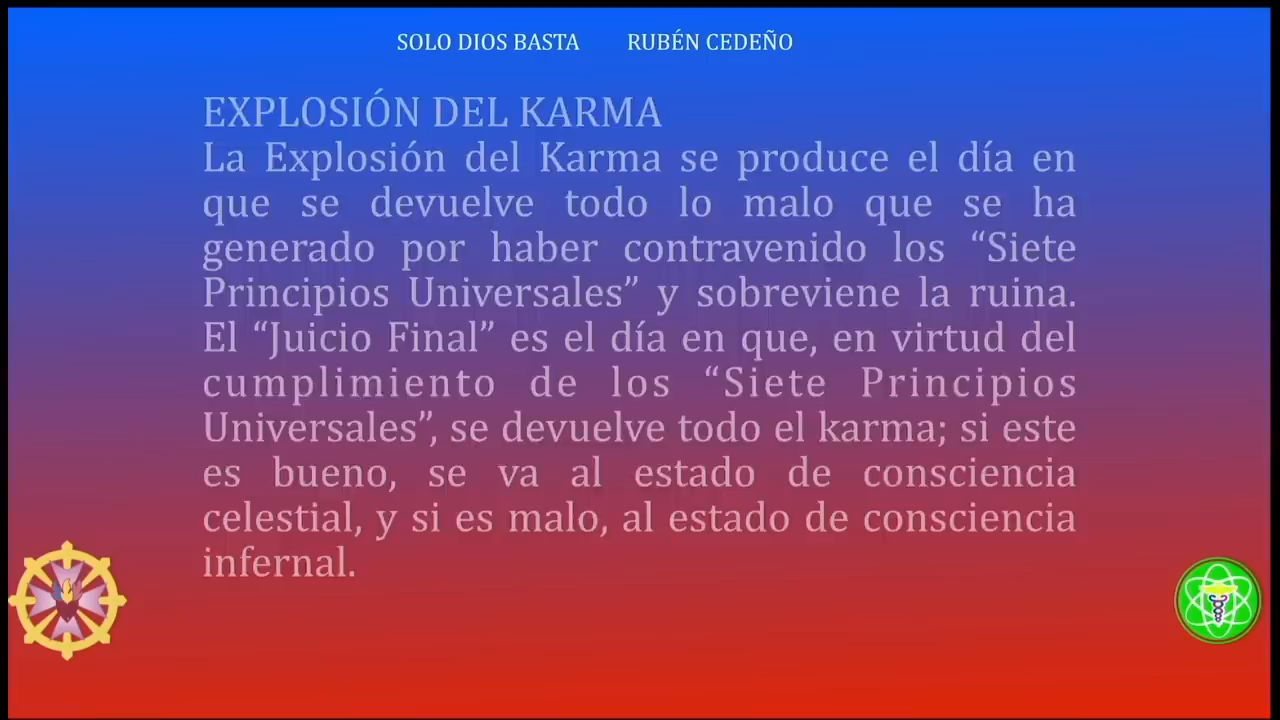 SOLO DIOS BASTA RUBÉN CEDEÑO
EXPLOSIÓN DEL KARMA
La Explosión del Karma se produce el día en
que se devuelve todo lo malo que se ha
generado por haber contravenido los “Siete
Principios Universales” y sobreviene la ruina.
El “Juicio Final” es el día en que, en virtud del
cumplimiento de los “Siete Principios
Universales”, se devuelve todo el karma; si este
es bueno, se va al estado de consciencia
celestial, y si es malo, al estado de consciencia
infernal.